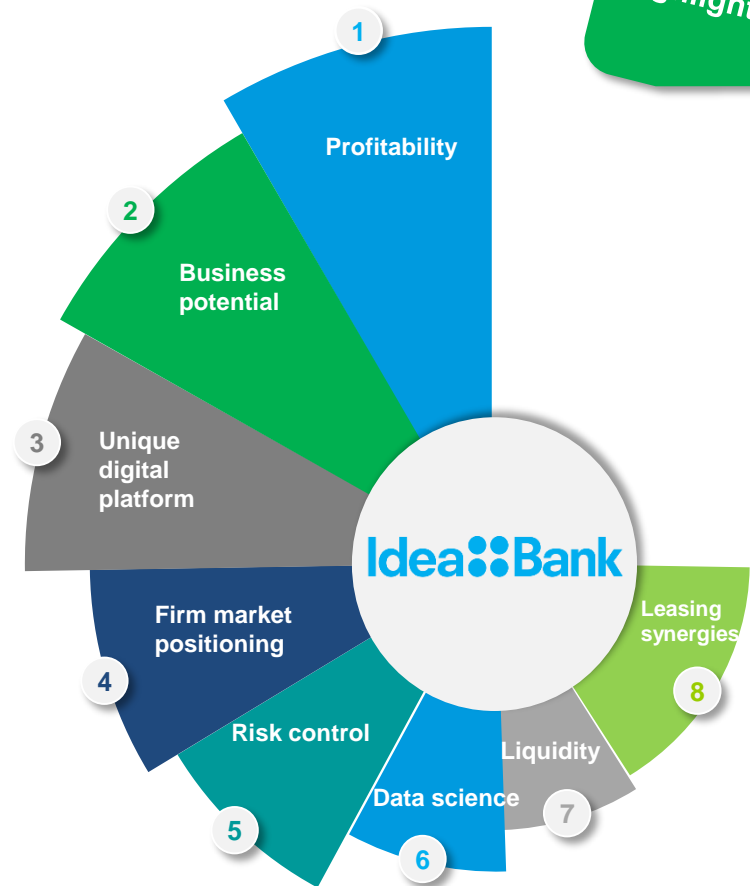 1
Profitability
2
Business
potential
3
Unique
digital
platform
Idea Bank
4
Firm market
positioning
Leasing
synergies
8
5
Risk control
Liquidity
7
Data science
6